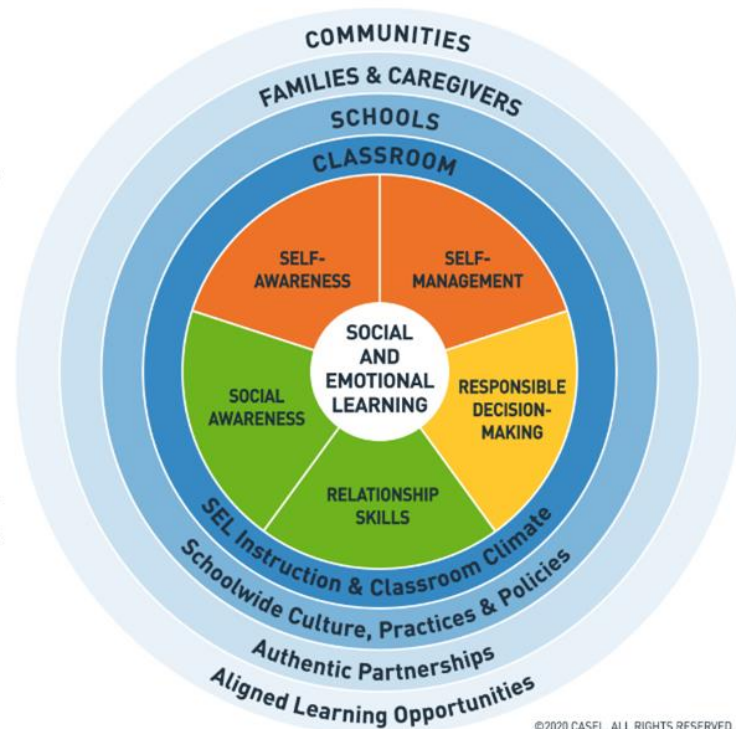 COMMUNITIES
FAMILIES & CAREGIVERS
SCHOOLS
CLASSROOM
SELF-
AWARENESS
SELF-
MANAGEMENT
SOCIAL
AND
EMOTIONAL
LEARNING
SOCIAL
AWARENESS
RESPONSIBLE
DECISION-
MAKING
RELATIONSHIP
SKILLS
SEL Instruction & Classroom Climate
Schoolwide Culture, Practices & Policies
Authentic Partnerships
Aligned Learning Opportunities
©2020 CASEL. ALL RIGHTS RESERVED.